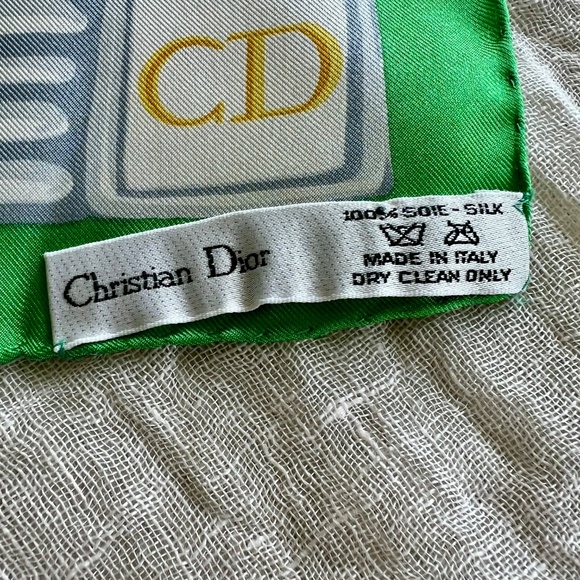 CD
Christian Dior
100% SOIE - SILK
MADE IN ITALY
DRY CLEAN ONLY